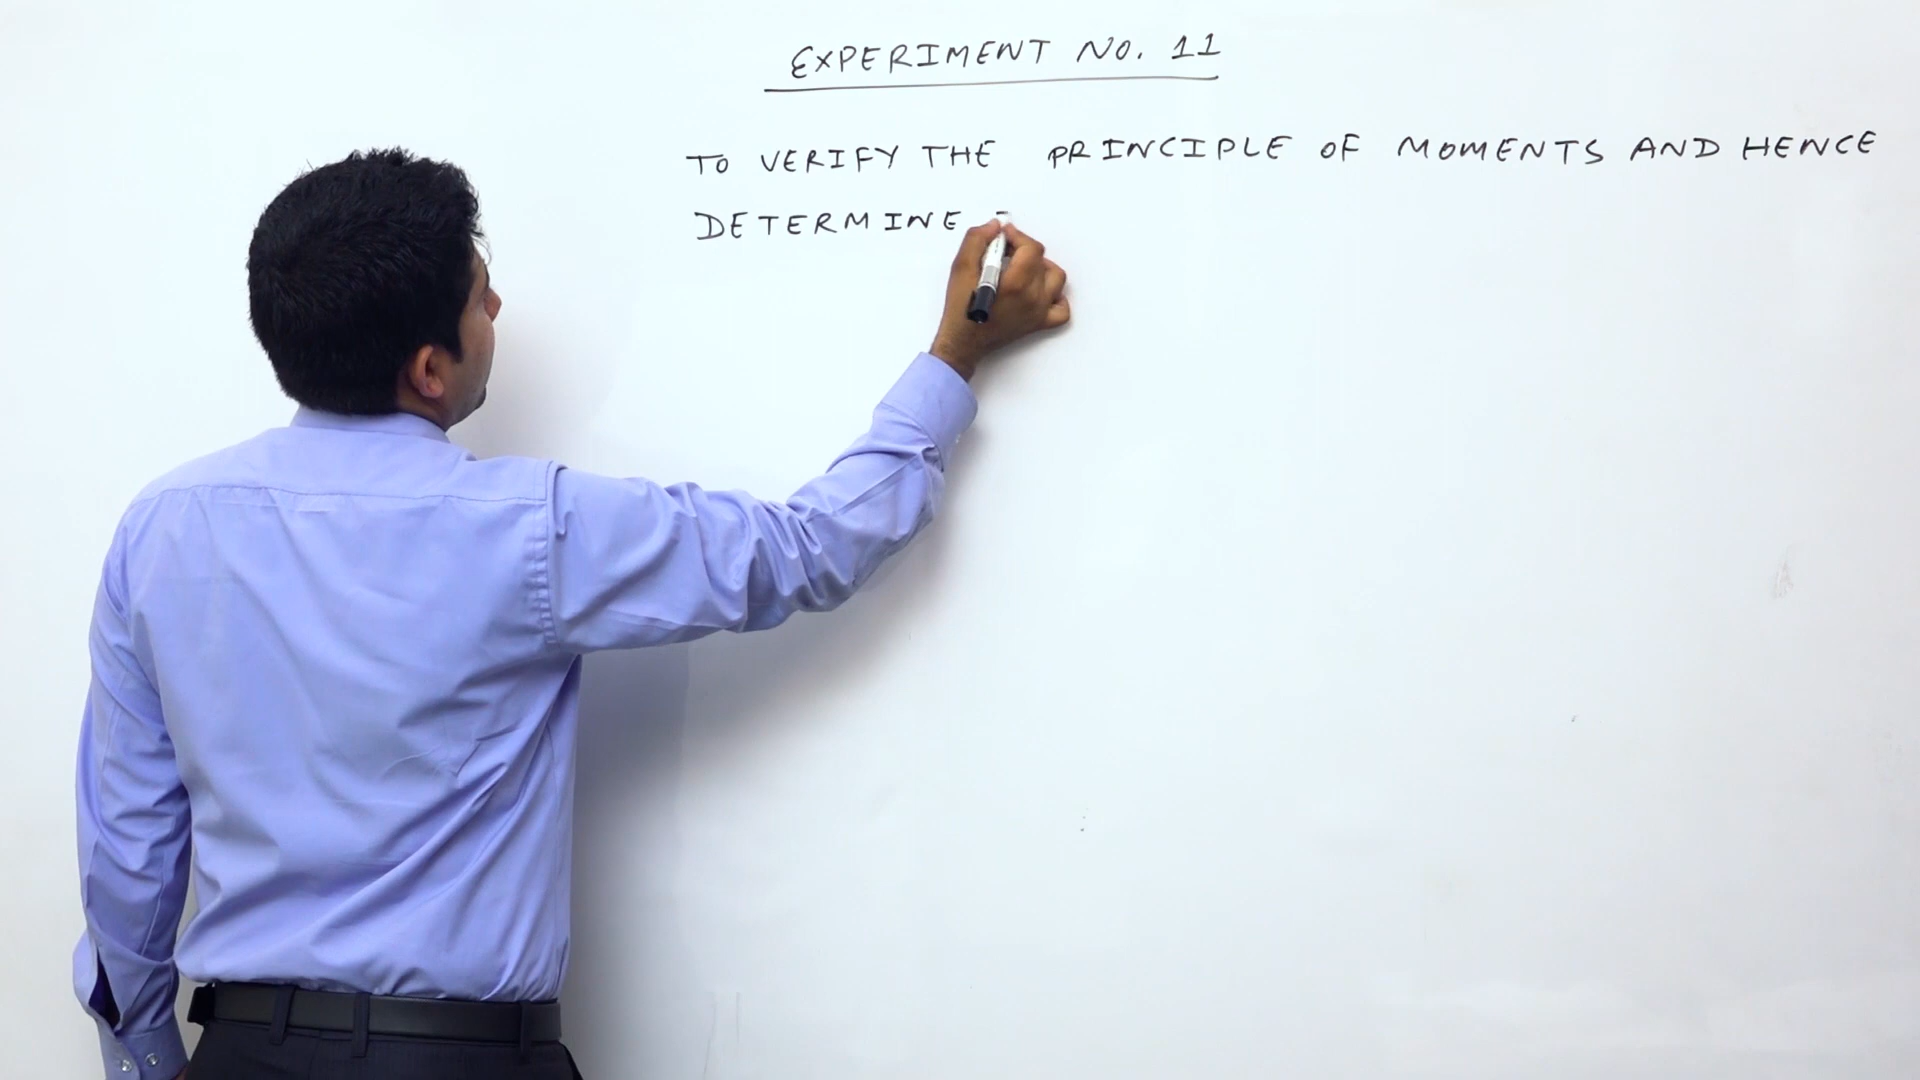 EXPERIMENT NO. 11
TO VERIFY THE PRINCIPLE OF MOMENTS AND HENCE
DETERMINE